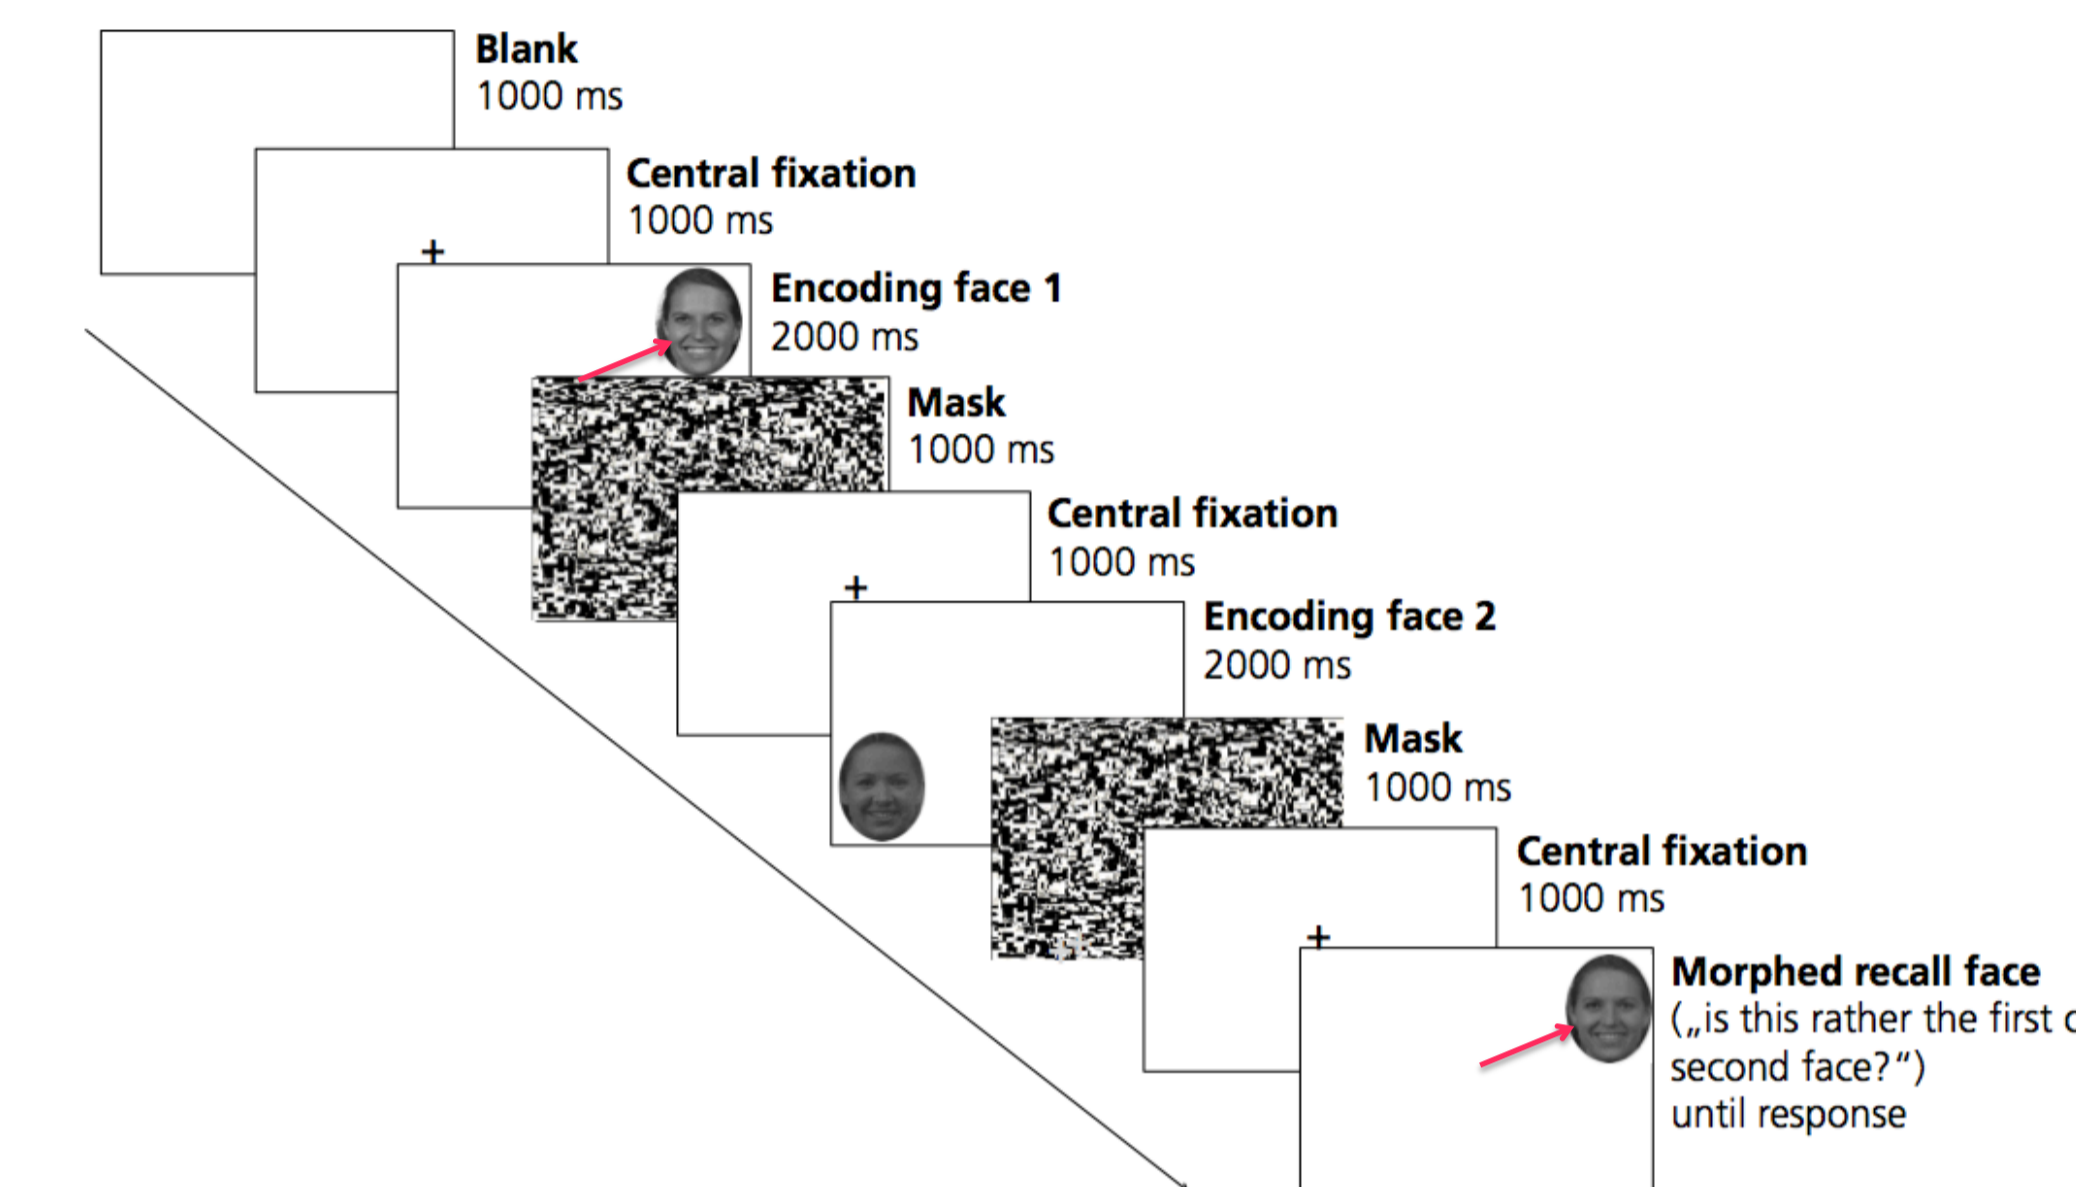 Blank
1000 ms
Central fixation
1000 ms
Encoding face 1
2000 ms
Mask
1000 ms
Central fixation
1000 ms
Encoding face 2
2000 ms
Mask
1000 ms
Central fixation
1000 ms
Morphed recall face
(„is this rather the first
second face?“)
until response